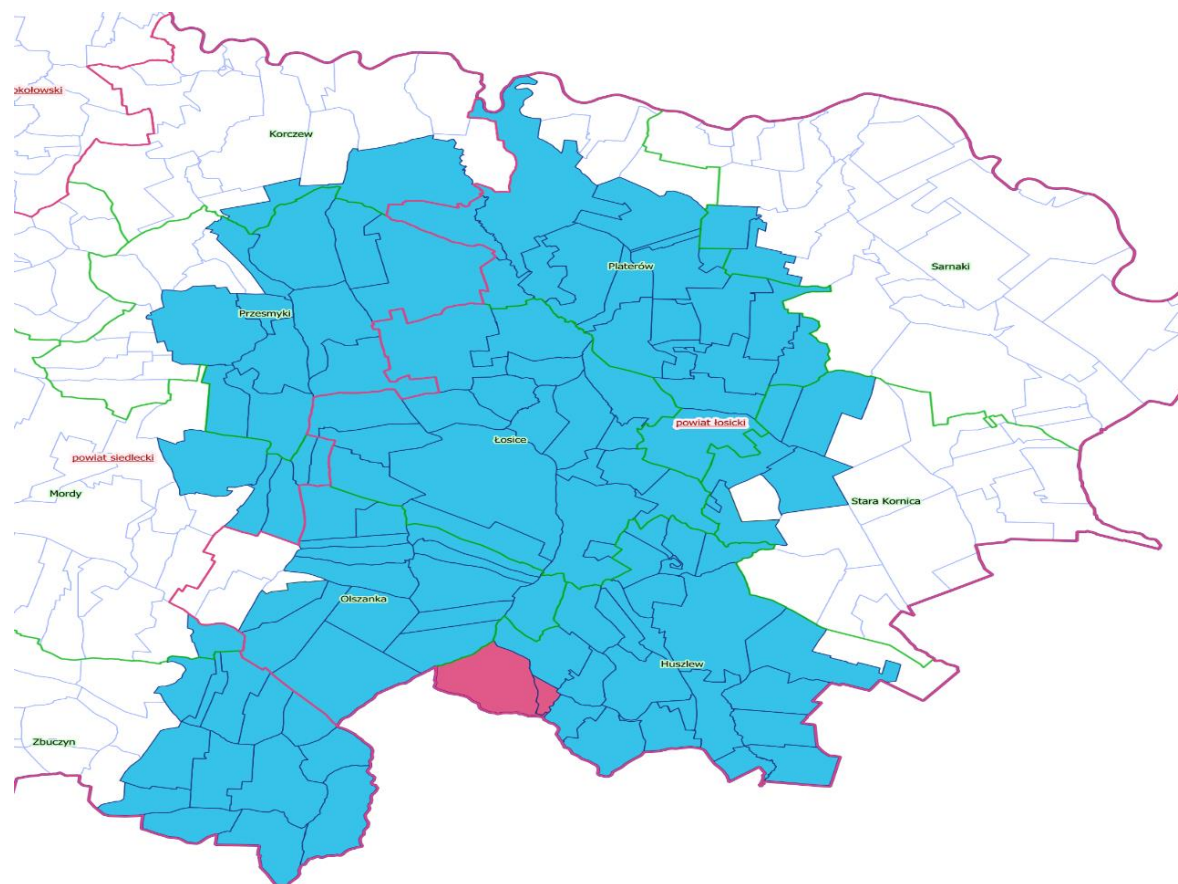 okołowski
Korczew
Platerów
Sarnaki
Przesmyki
powiat łosicki
Łosice
powiat siedlecki
Mordy
Stara Kornica
Olszanka
Huszlew
Zbuczyn